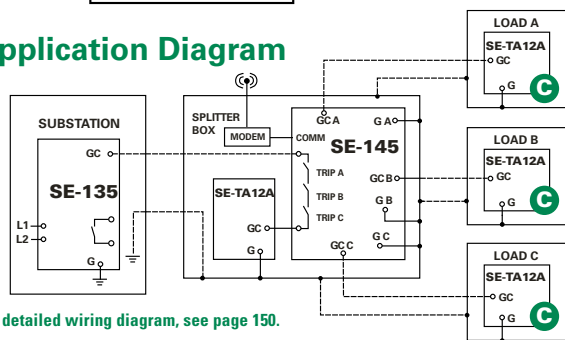 pplication Diagram
LOAD A
SE-TA12A
GC
G
C
SUBSTATION
GC
SE-135
L1
L2
G
SPLITTER
BOX
MODEM
COMM
GC A
G A
SE-145
TRIP A
TRIP B
TRIP C
GC B
G B
G C
GC C
SE-TA12A
GC
G
LOAD B
SE-TA12A
GC
G
C
LOAD C
SE-TA12A
GC
G
C
detailed wiring diagram, see page 150.